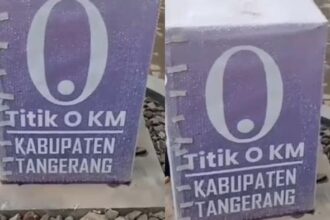 0
Titik 0 KM
KABUPATEN
TANGERANG
0
Titik 0 KM
KABUPATEN
TANGERANG